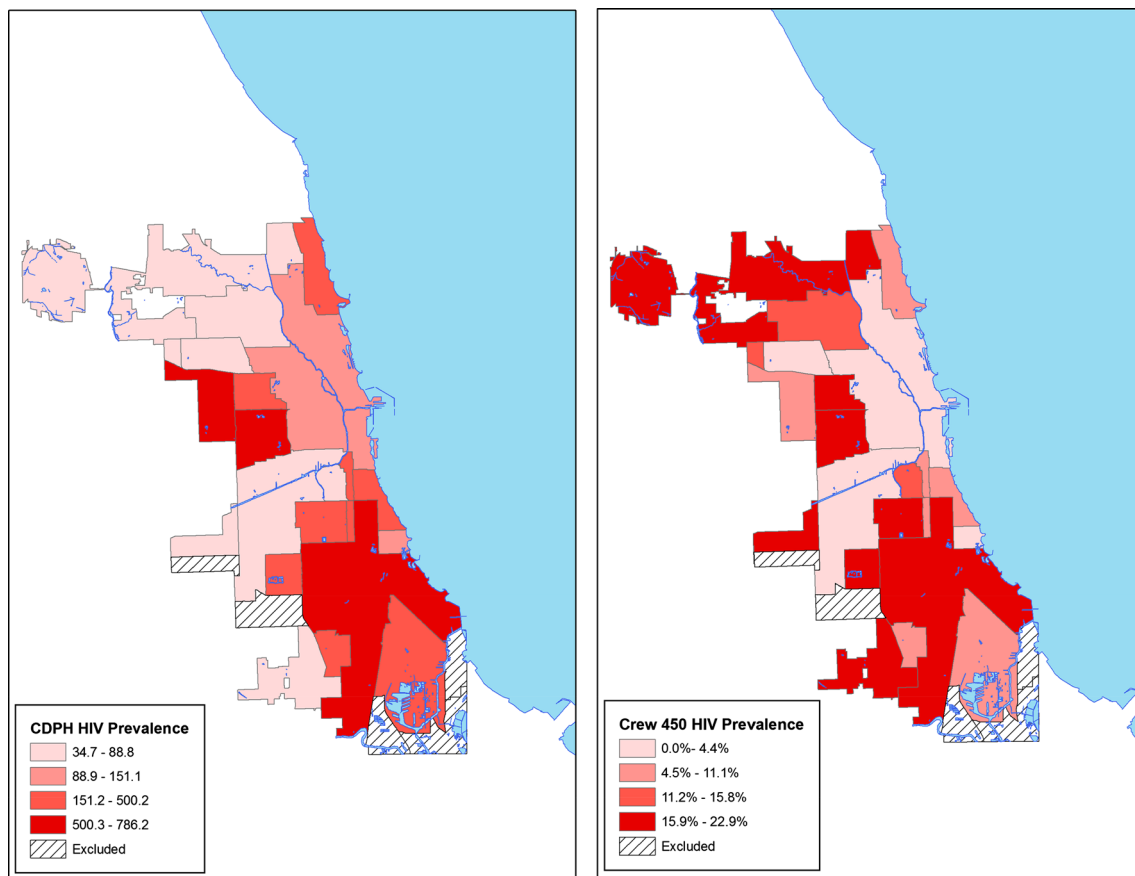 CDPH HIV Prevalence
34.7 - 88.8
88.9 - 151.1
151.2 - 500.2
500.3 - 786.2
Excluded
Crew 450 HIV Prevalence
0.0%- 4.4%
4.5% - 11.1%
11.2% - 15.8%
15.9% - 22.9%
Excluded